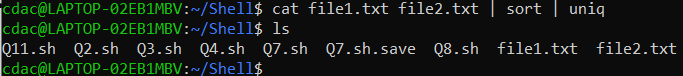 cdac@LAPTOP-02EB1MBV:~/Shell$ cat file1.txt file2.txt | sort | uniq
cdac@LAPTOP-02EB1MBV:~/Shell$ ls
Q11.sh  Q2.sh  Q3.sh  Q4.sh  Q7.sh  Q7.sh.save  Q8.sh  file1.txt  file2.txt
cdac@LAPTOP-02EB1MBV:~/Shell$